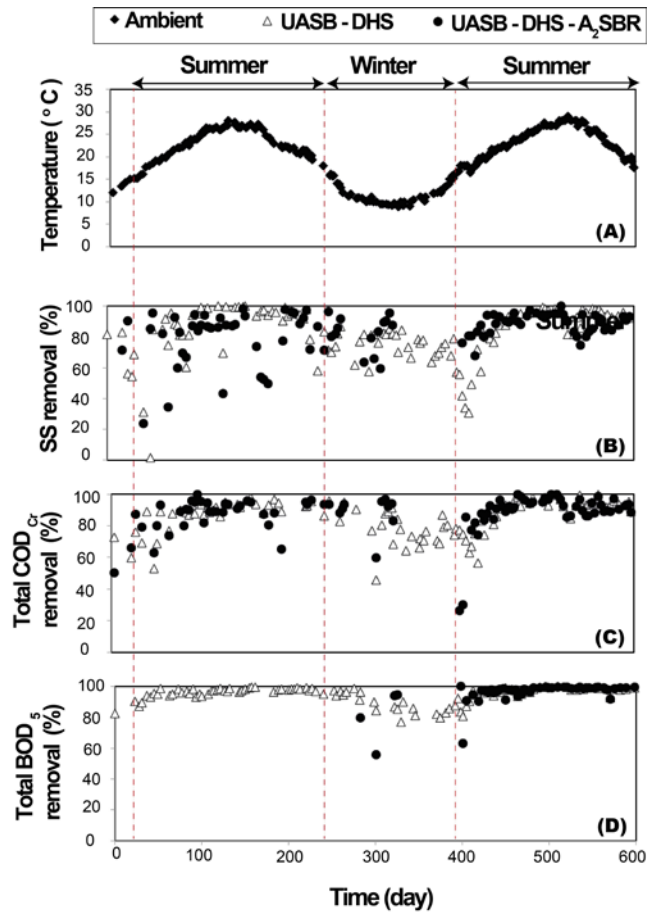 Ambient UASB - DHS UASB - DHS - A₂SBR
Summer Winter Summer
Temperature (°C)
35
30
25
20
15
10
5
0
(A)
SS removal (%)
100
80
60
40
20
0
Summer
(B)
Total CODCr
removal (%)
100
80
60
40
20
0
(C)
Total BOD5
removal (%)
100
80
60
40
20
0
(D)
0 100 200 300 400 500 600
Time (day)